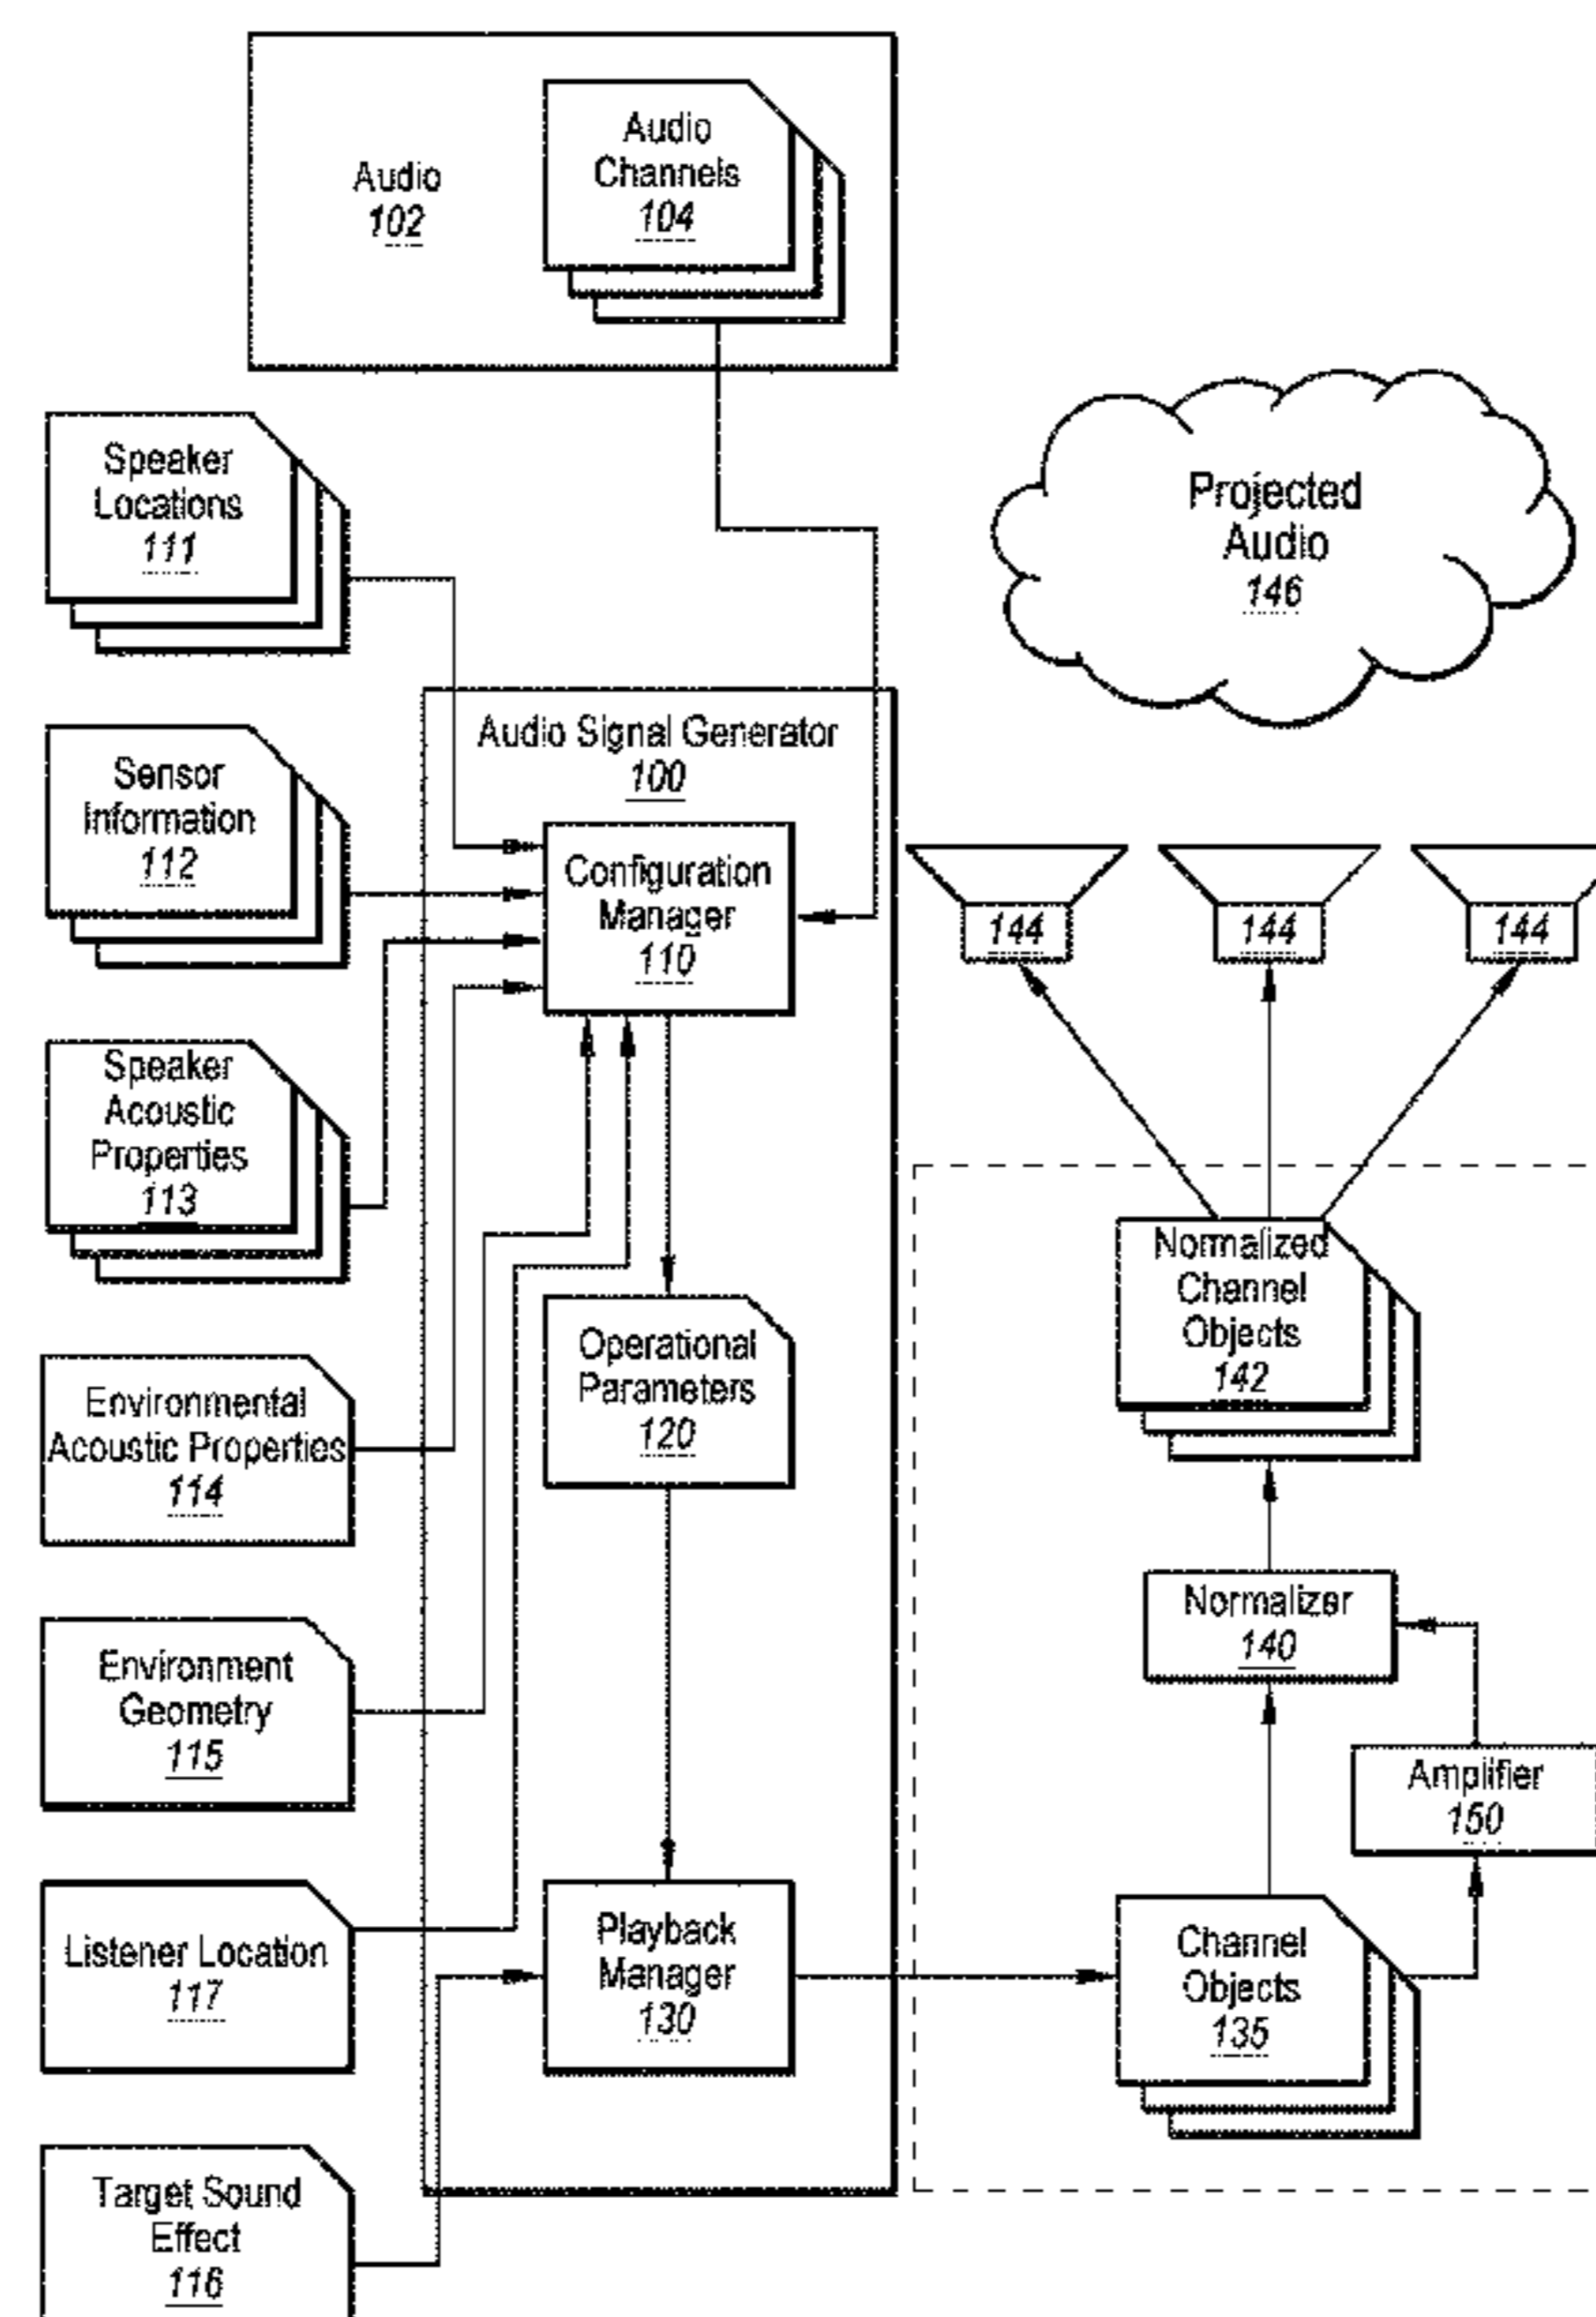 Audio
102
Audio
Channels
104
Speaker
Locations
111
Projected
Audio
146
Audio Signal Generator
100
Sensor
Information
112
Configuration
Manager
110
144
144
144
Speaker
Acoustic
Properties
113
Normalized
Channel
Objects
142
Operational
Parameters
120
Environmental
Acoustic Properties
114
Normalizer
140
Environment
Geometry
115
Amplifier
150
Listener Location
117
Playback
Manager
130
Channel
Objects
135
Target Sound
Effect
116